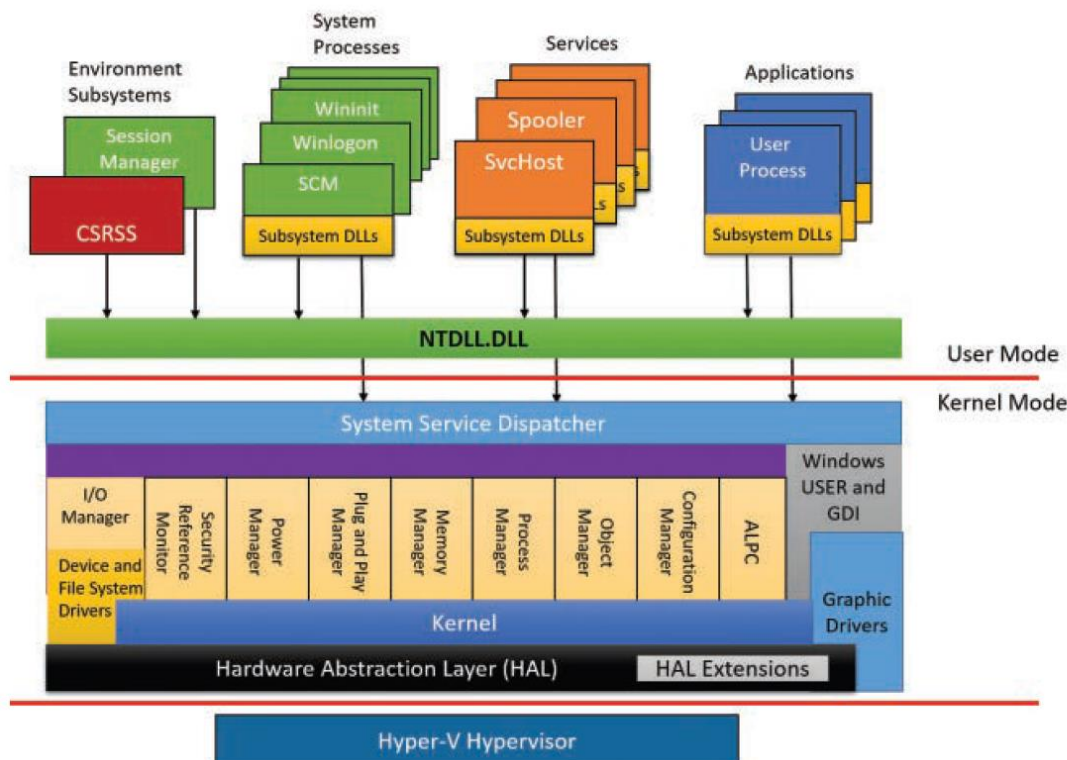 System
Processes
Services
Environment
Subsystems
Applications
Wininit
Spooler
Session
Manager
Winlogon
User
Process
SvcHost
SCM
CSRSS
Subsystem DLLs
Subsystem DLLs
Ls
Subsystem DLLs
NTDLL.DLL
User Mode
Kernel Mode
System Service Dispatcher
Windows
USER and
GDI
I/O
Manager
Security
Reference
Monitor
Power
Manager
Plug and Play
Manager
Memory
Manager
Process
Manager
Object
Manager
Configuration
Manager
ALPC
Device and
File System
Drivers
Graphic
Drivers
Kernel
Hardware Abstraction Layer (HAL)
HAL Extensions
Hyper-V Hypervisor